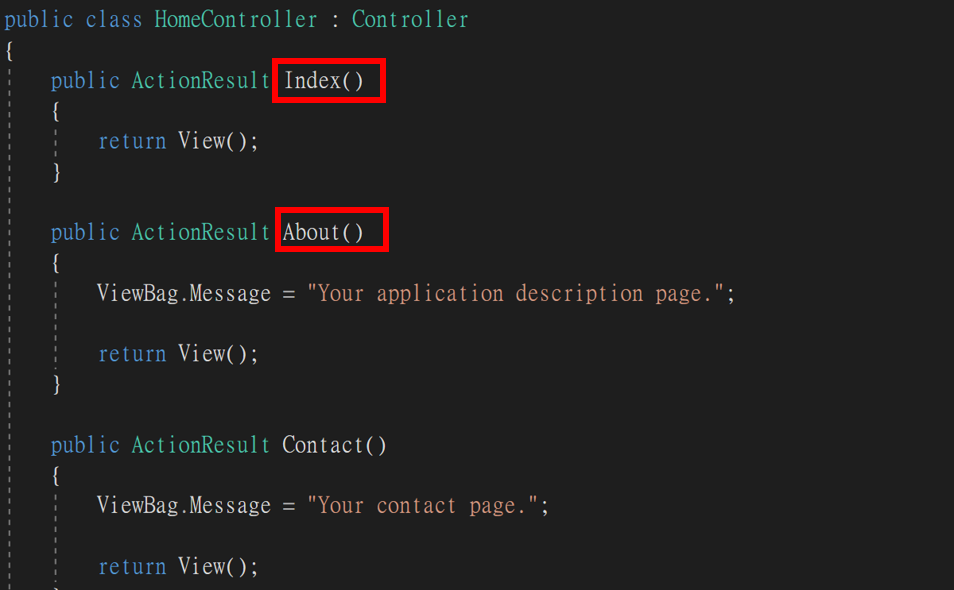 public class HomeController : Controller
{
public ActionResult Index()
{
return View();
}
public ActionResult About()
{
ViewBag.Message = "Your application description page.";
return View();
}
public ActionResult Contact()
{
ViewBag.Message = "Your contact page.";
return View();